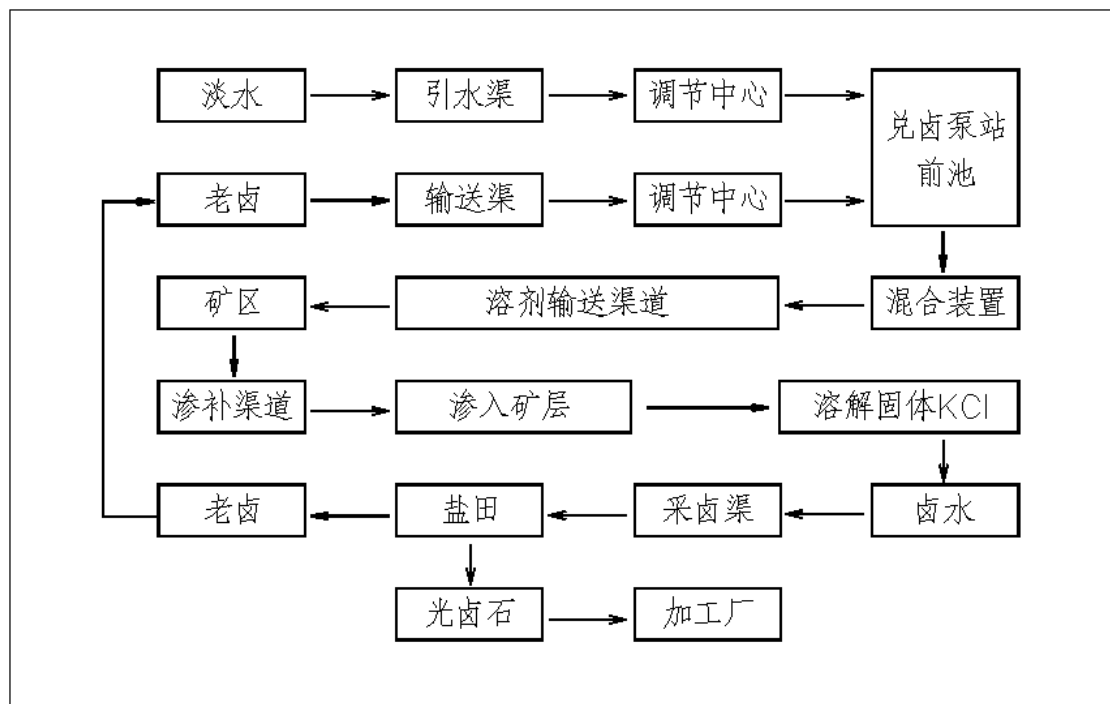 淡水
引水渠
调节中心
兑卤泵站
前池
老卤
输送渠
调节中心
矿区
溶剂输送渠道
混合装置
渗补渠道
渗入矿层
溶解固体KCl
老卤
盐田
采卤渠
卤水
光卤石
加工厂